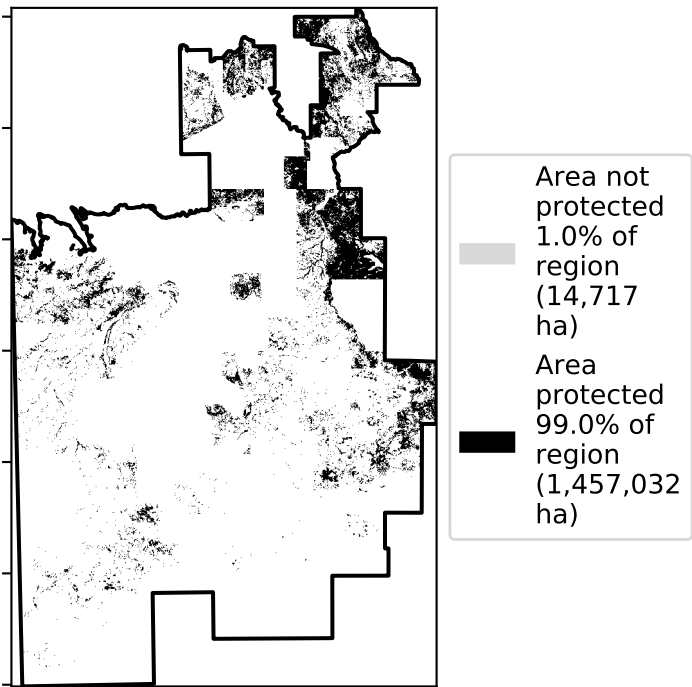 Area not
protected
1.0% of
region
(14,717
ha)
Area
protected
99.0% of
region
(1,457,032
ha)